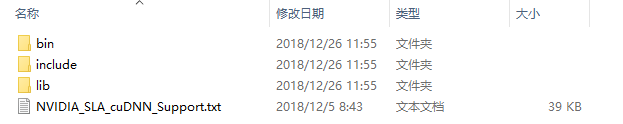 名称 修改日期 类型 大小
bin 2018/12/26 11:55 文件夹
include 2018/12/26 11:55 文件夹
lib 2018/12/26 11:55 文件夹
NVIDIA_SLA_cuDNN_Support.txt 2018/12/5 8:43 文本文档 39 KB